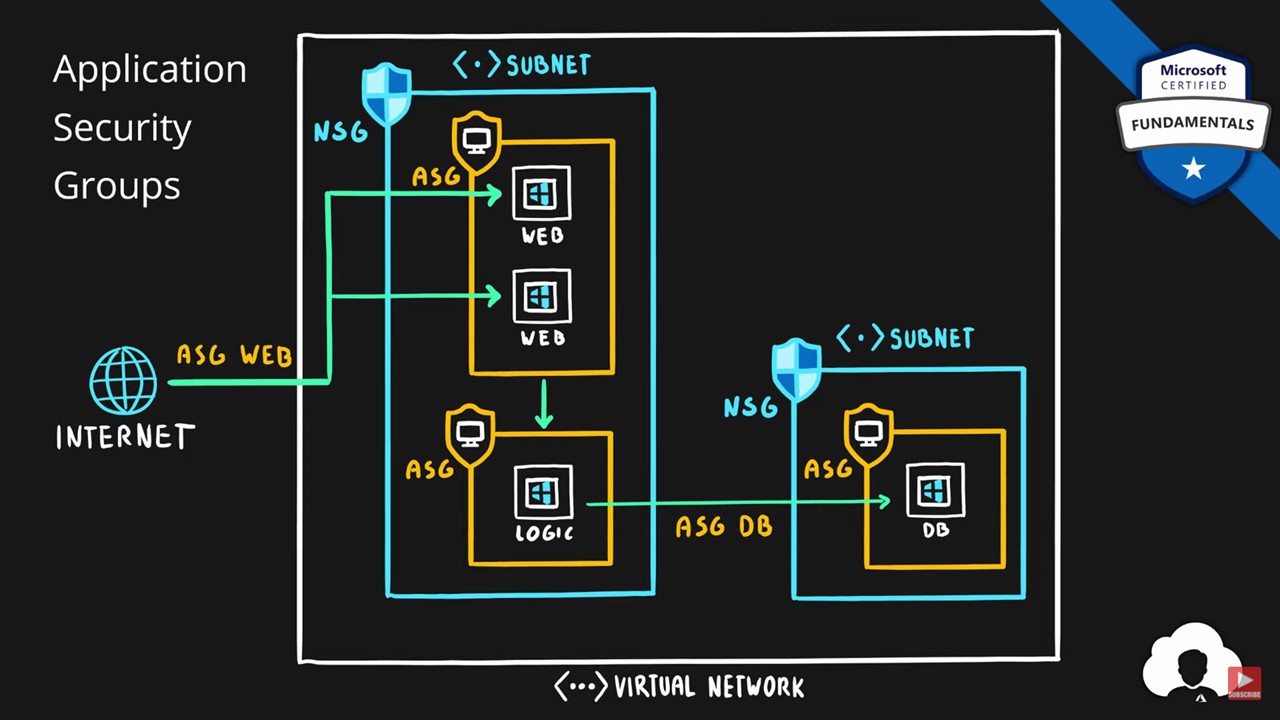 Application
Security
Groups
<·>SUBNET
NSG
ASG
WEB
WEB
ASG WEB
INTERNET
ASG
LOGIC
ASG DB
<·>SUBNET
NSG
ASG
DB
<···>VIRTUAL NETWORK
Microsoft
CERTIFIED
FUNDAMENTALS
SUBSCRIBE